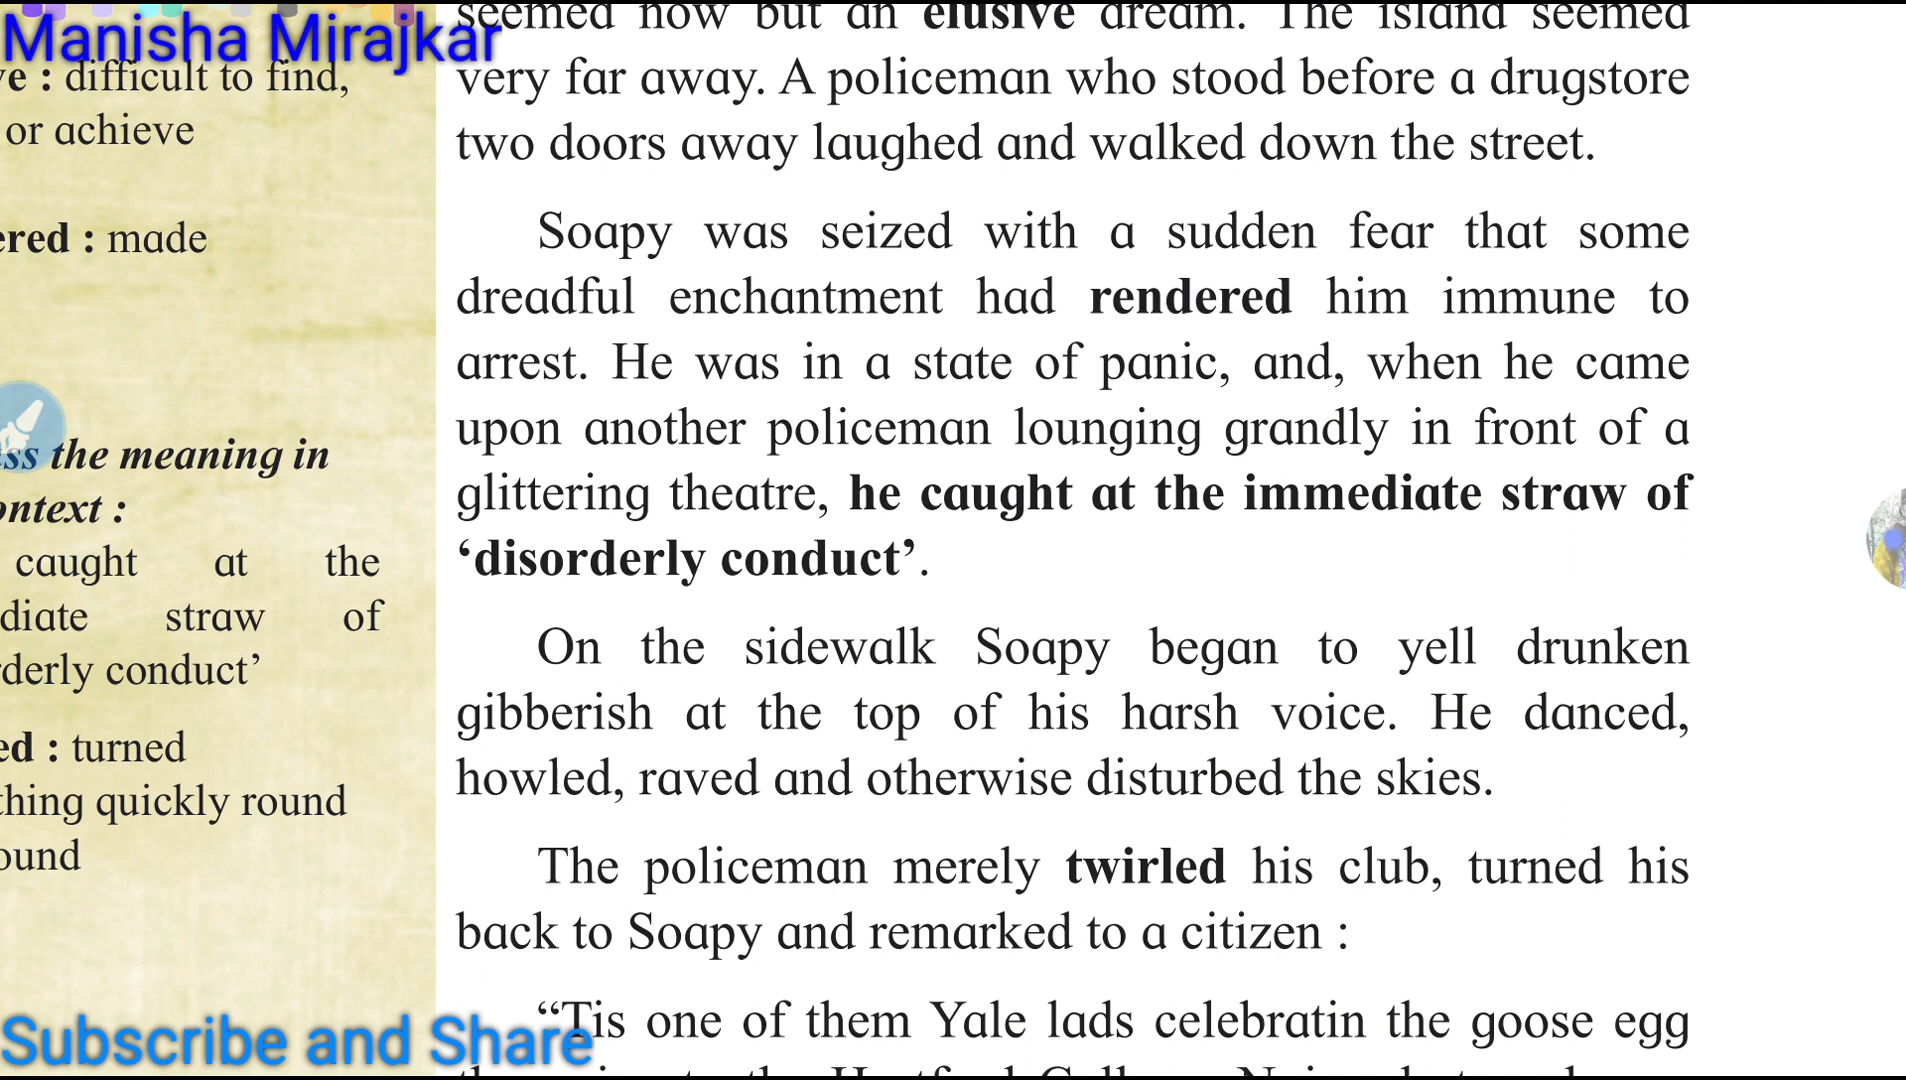 Manisha Mirajkar
ve : difficult to find,
or achieve
ered : made
ss the meaning in
ontext :
caught at the
diate straw of
rderly conduct’
ed : turned
thing quickly round
ound
seemed now but an elusive dream. The island seemed
very far away. A policeman who stood before a drugstore
two doors away laughed and walked down the street.
Soapy was seized with a sudden fear that some
dreadful enchantment had rendered him immune to
arrest. He was in a state of panic, and, when he came
upon another policeman lounging grandly in front of a
glittering theatre, he caught at the immediate straw of
‘disorderly conduct’.
On the sidewalk Soapy began to yell drunken
gibberish at the top of his harsh voice. He danced,
howled, raved and otherwise disturbed the skies.
The policeman merely twirled his club, turned his
back to Soapy and remarked to a citizen :
“Tis one of them Yale lads celebratin the goose egg
Subscribe and Share